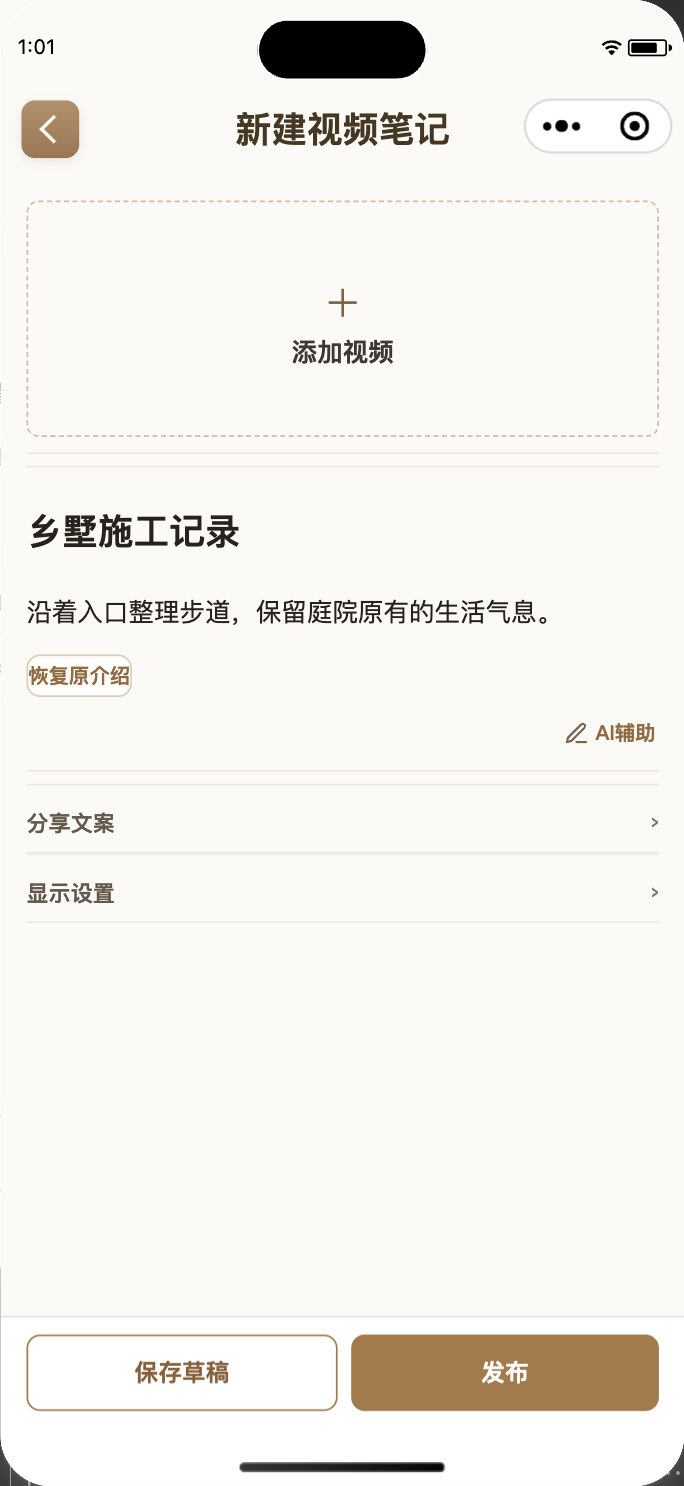 1:01
新建视频笔记
添加视频
乡墅施工记录
沿着入口整理步道，保留庭院原有的生活气息。
恢复原介绍
AI辅助
分享文案
显示设置
保存草稿
发布